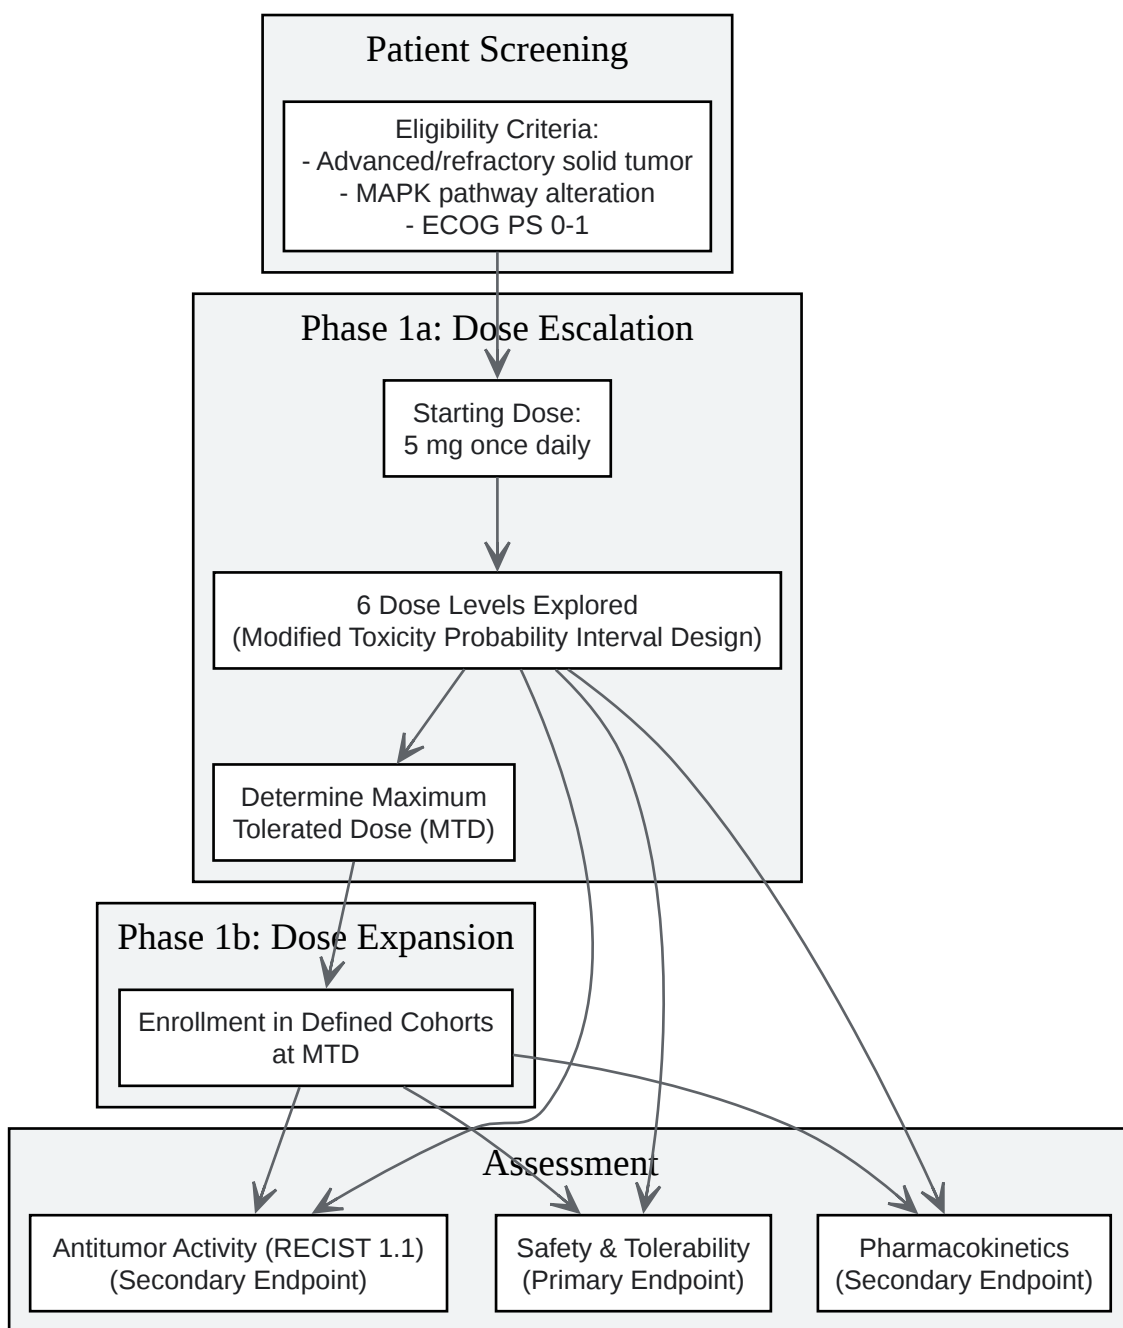 Patient Screening
Eligibility Criteria:
- Advanced/refractory solid tumor
- MAPK pathway alteration
- ECOG PS 0-1
Phase 1a: Dose Escalation
Starting Dose:
5 mg once daily
6 Dose Levels Explored
(Modified Toxicity Probability Interval Design)
Determine Maximum
Tolerated Dose (MTD)
Phase 1b: Dose Expansion
Enrollment in Defined Cohorts
at MTD
Assessment
Antitumor Activity (RECIST 1.1)
(Secondary Endpoint)
Safety & Tolerability
(Primary Endpoint)
Pharmacokinetics
(Secondary Endpoint)